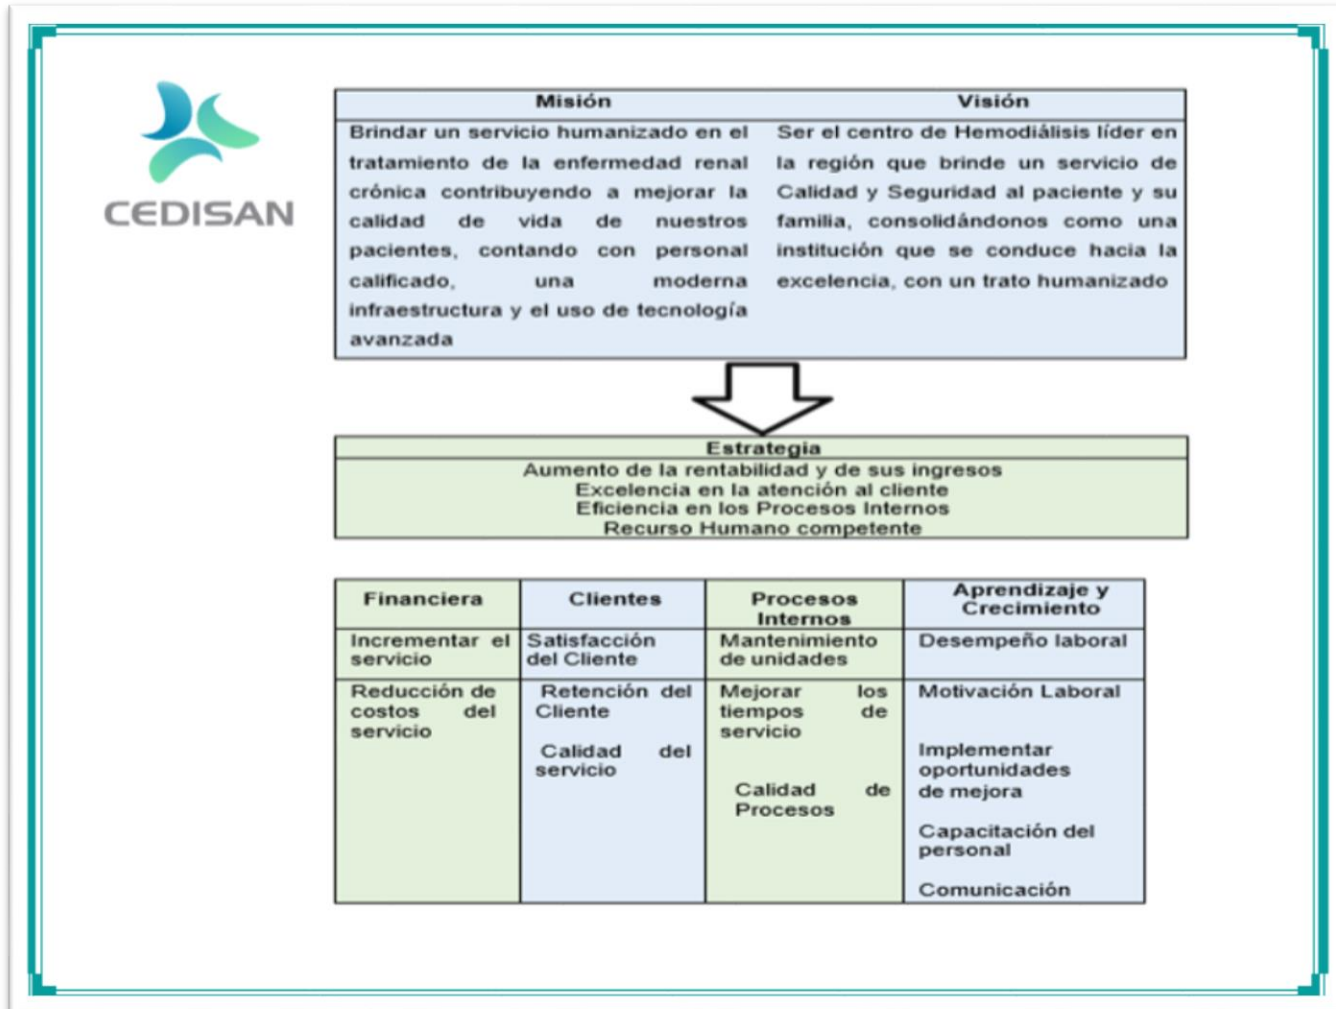 CEDISAN
Misión
Brindar un servicio humanizado en el
tratamiento de la enfermedad renal
crónica contribuyendo a mejorar la
calidad de vida de nuestros
pacientes, contando con personal
calificado, una moderna
infraestructura y el uso de tecnología
avanzada
Visión
Ser el centro de Hemodiálisis líder en
la región que brinde un servicio de
Calidad y Seguridad al paciente y su
familia, consolidándonos como una
institución que se conduce hacia la
excelencia, con un trato humanizado
Estrategia
Aumento de la rentabilidad y de sus ingresos
Excelencia en la atención al cliente
Eficiencia en los Procesos Internos
Recurso Humano competente
Financiera
Incrementar el
servicio
Reducción de
costos del
servicio
Clientes
Satisfacción
del Cliente
Retención del
Cliente
Calidad del
servicio
Procesos
Internos
Mantenimiento
de unidades
Mejorar los
tiempos de
servicio
Calidad de
Procesos
Aprendizaje y
Crecimiento
Desempeño laboral
Motivación Laboral
Implementar
oportunidades
de mejora
Capacitación del
personal
Comunicación